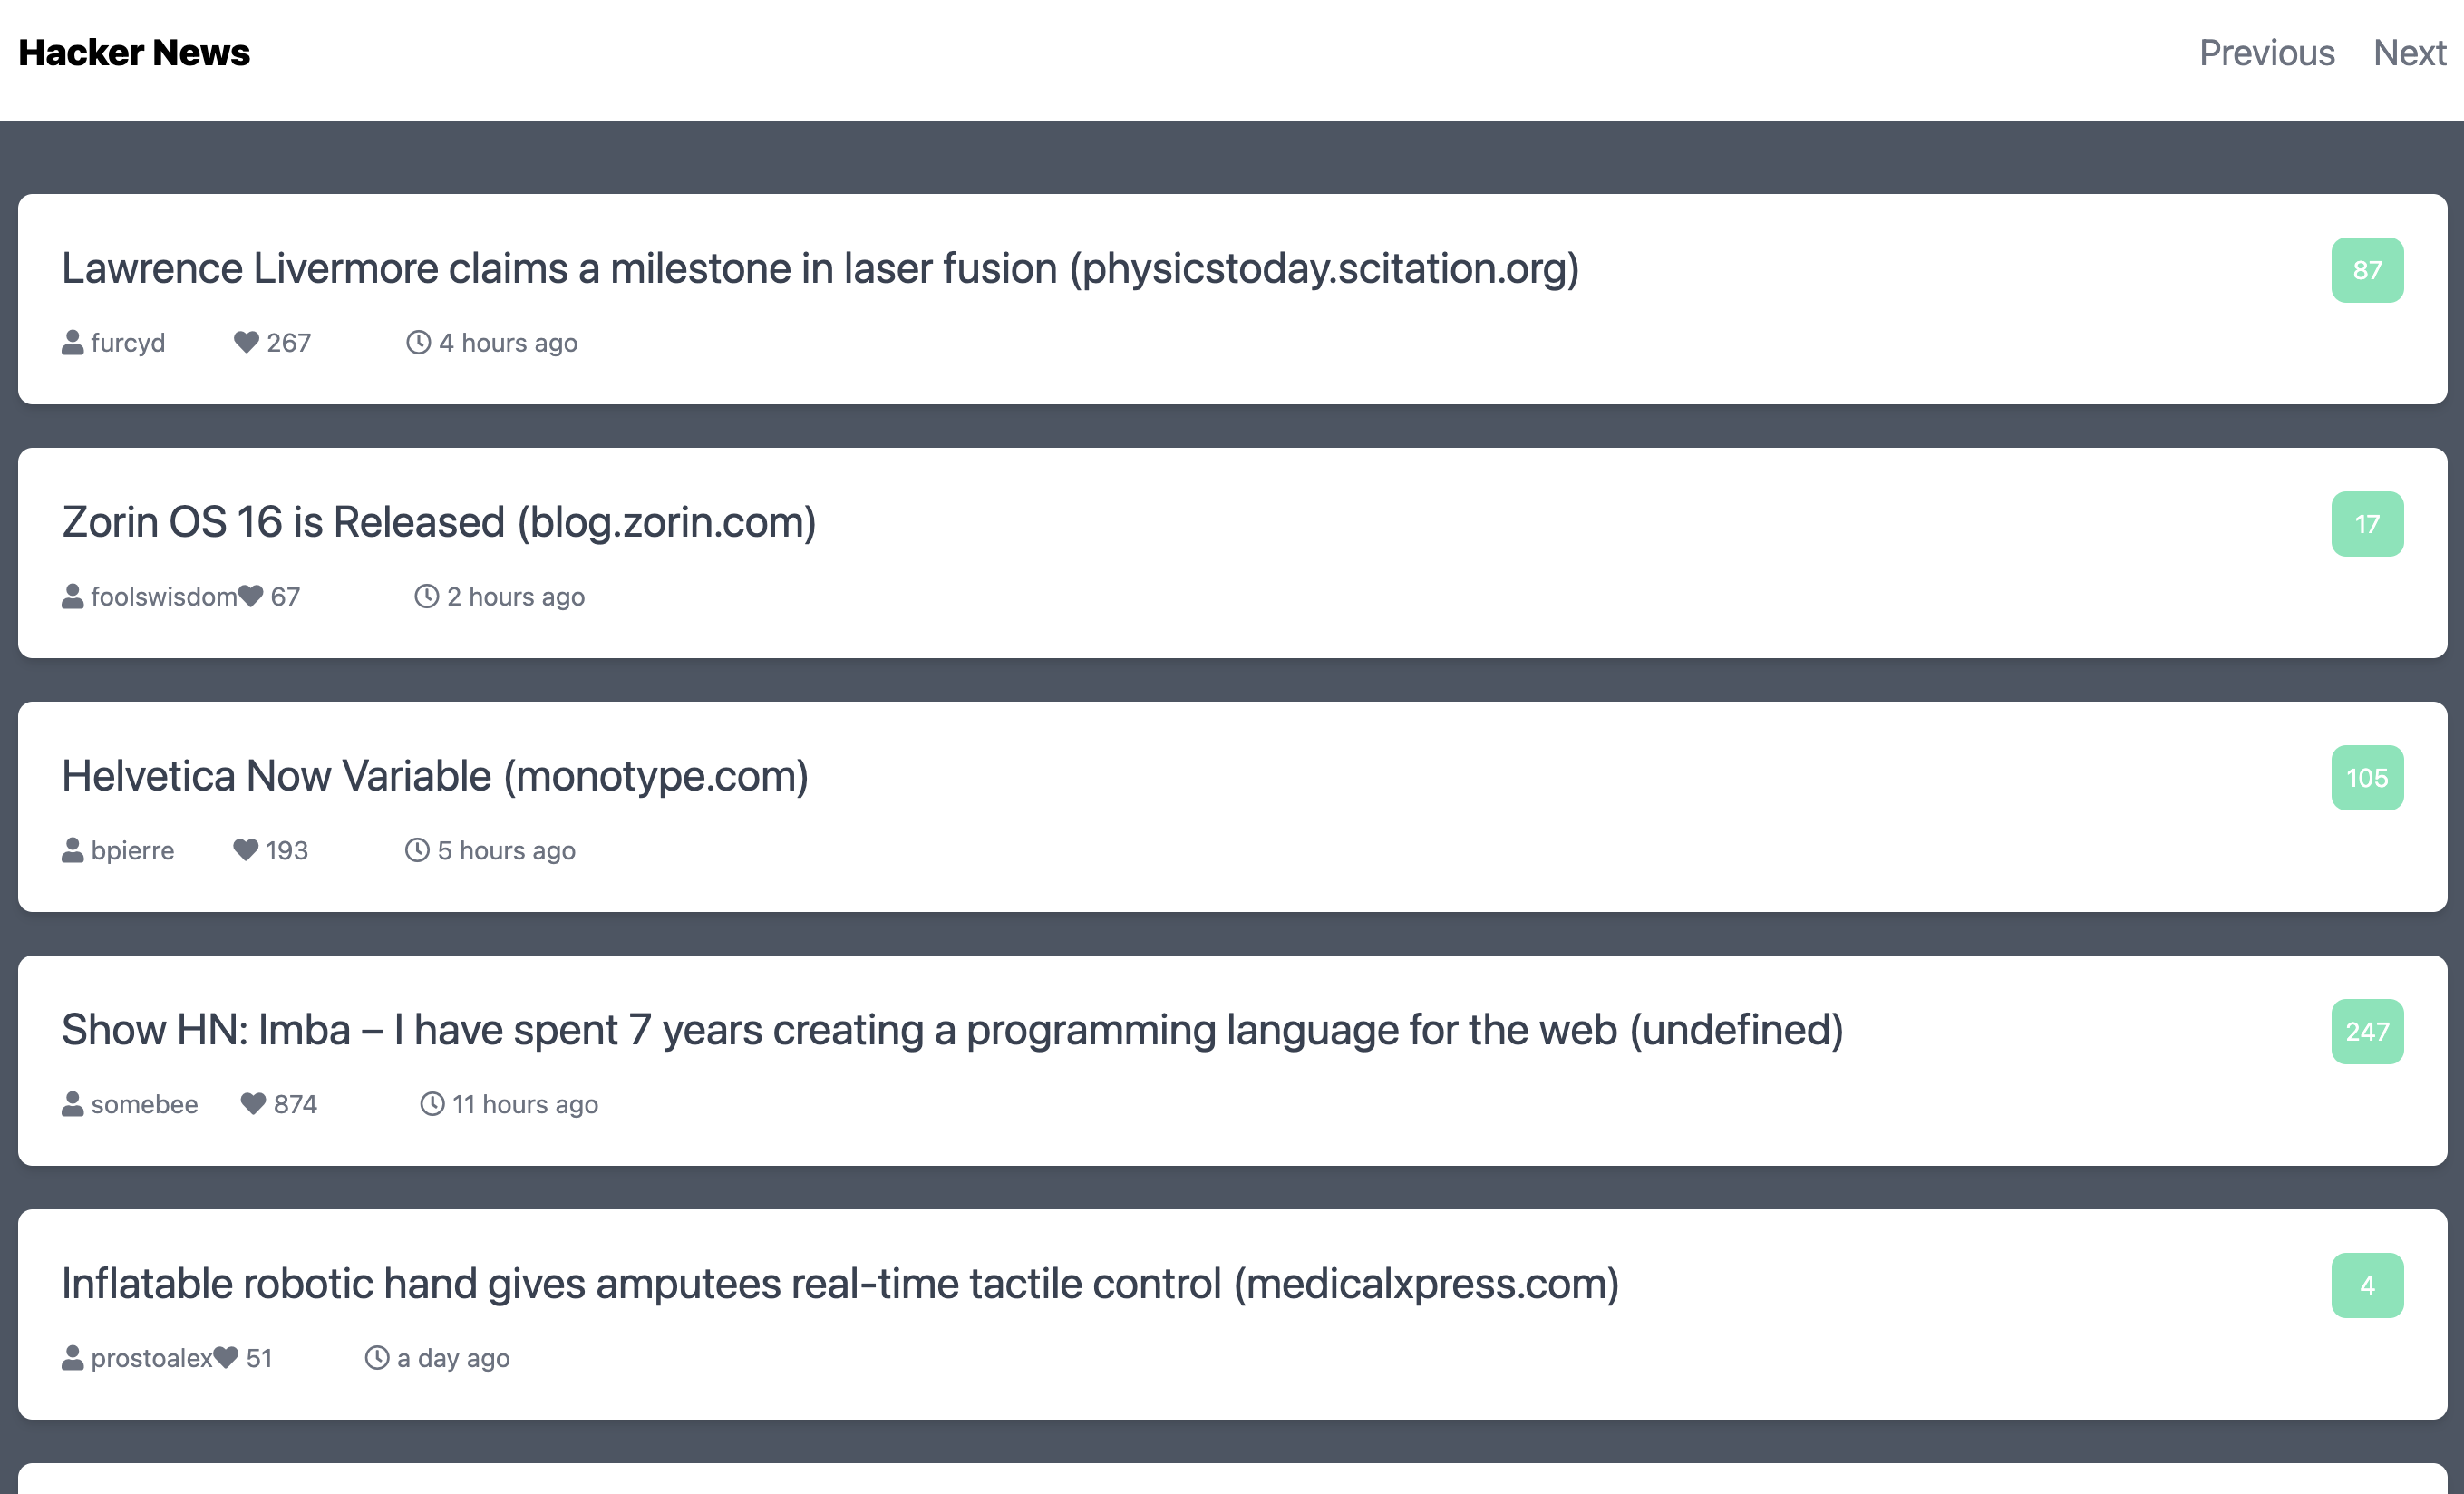 Hacker News
Previous Next
Lawrence Livermore claims a milestone in laser fusion (physicstoday.scitation.org)
87
furcyd 267 4 hours ago
Zorin OS 16 is Released (blog.zorin.com)
17
foolswisdom 67 2 hours ago
Helvetica Now Variable (monotype.com)
105
bpierre 193 5 hours ago
Show HN: Imba – I have spent 7 years creating a programming language for the web (undefined)
247
somebee 874 11 hours ago
Inflatable robotic hand gives amputees real-time tactile control (medicalxpress.com)
4
prostoalex 51 a day ago